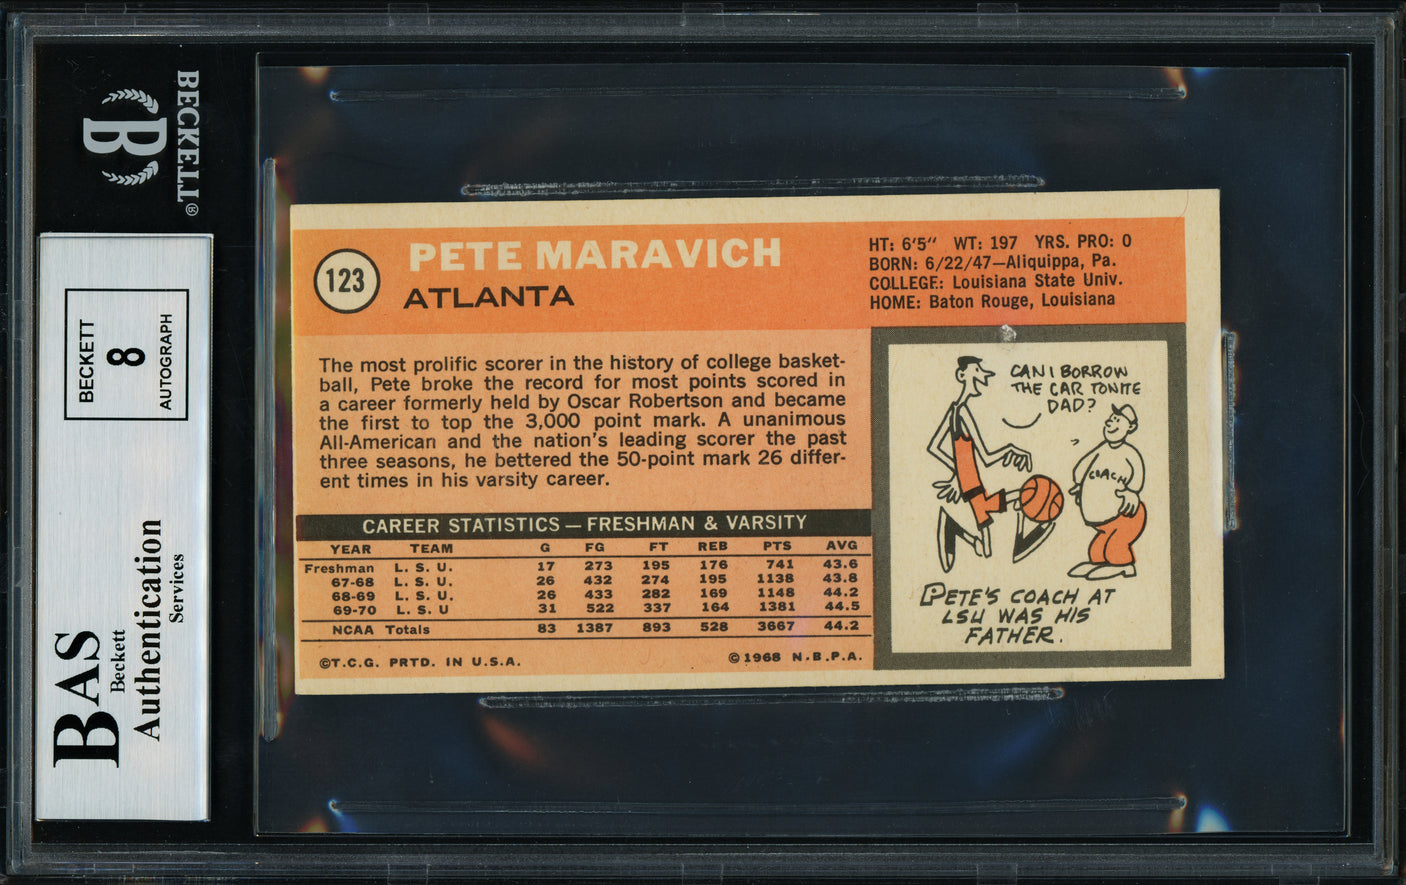 BECKETT®
B
BECKETT
8
AUTOGRAPH
BAS
Beckett
Authentication
Services
123
PETE MARAVICH
ATLANTA
HT: 6'5" WT: 197 YRS. PRO: 0
BORN: 6/22/47—Aliquippa, Pa.
COLLEGE: Louisiana State Univ.
HOME: Baton Rouge, Louisiana
The most prolific scorer in the history of college basket-
ball, Pete broke the record for most points scored in
a career formerly held by Oscar Robertson and became
the first to top the 3,000 point mark. A unanimous
All-American and the nation's leading scorer the past
three seasons, he bettered the 50-point mark 26 differ-
ent times in his varsity career.
CAREER STATISTICS — FRESHMAN & VARSITY
YEAR TEAM G FG FT REB PTS AVG
Freshman L. S. U. 17 273 195 176 741 43.6
67-68 L. S. U. 26 432 274 195 1138 43.8
68-69 L. S. U. 26 433 282 169 1148 44.2
69-70 L. S. U 31 522 337 164 1381 44.5
NCAA Totals 83 1387 893 528 3667 44.2
©T.C.G. PRTD. IN U.S.A. ©1968 N.B.P.A.
CAN I BORROW
THE CAR TONITE
DAD?
COACH
PETE'S COACH AT
LSU WAS HIS
FATHER.